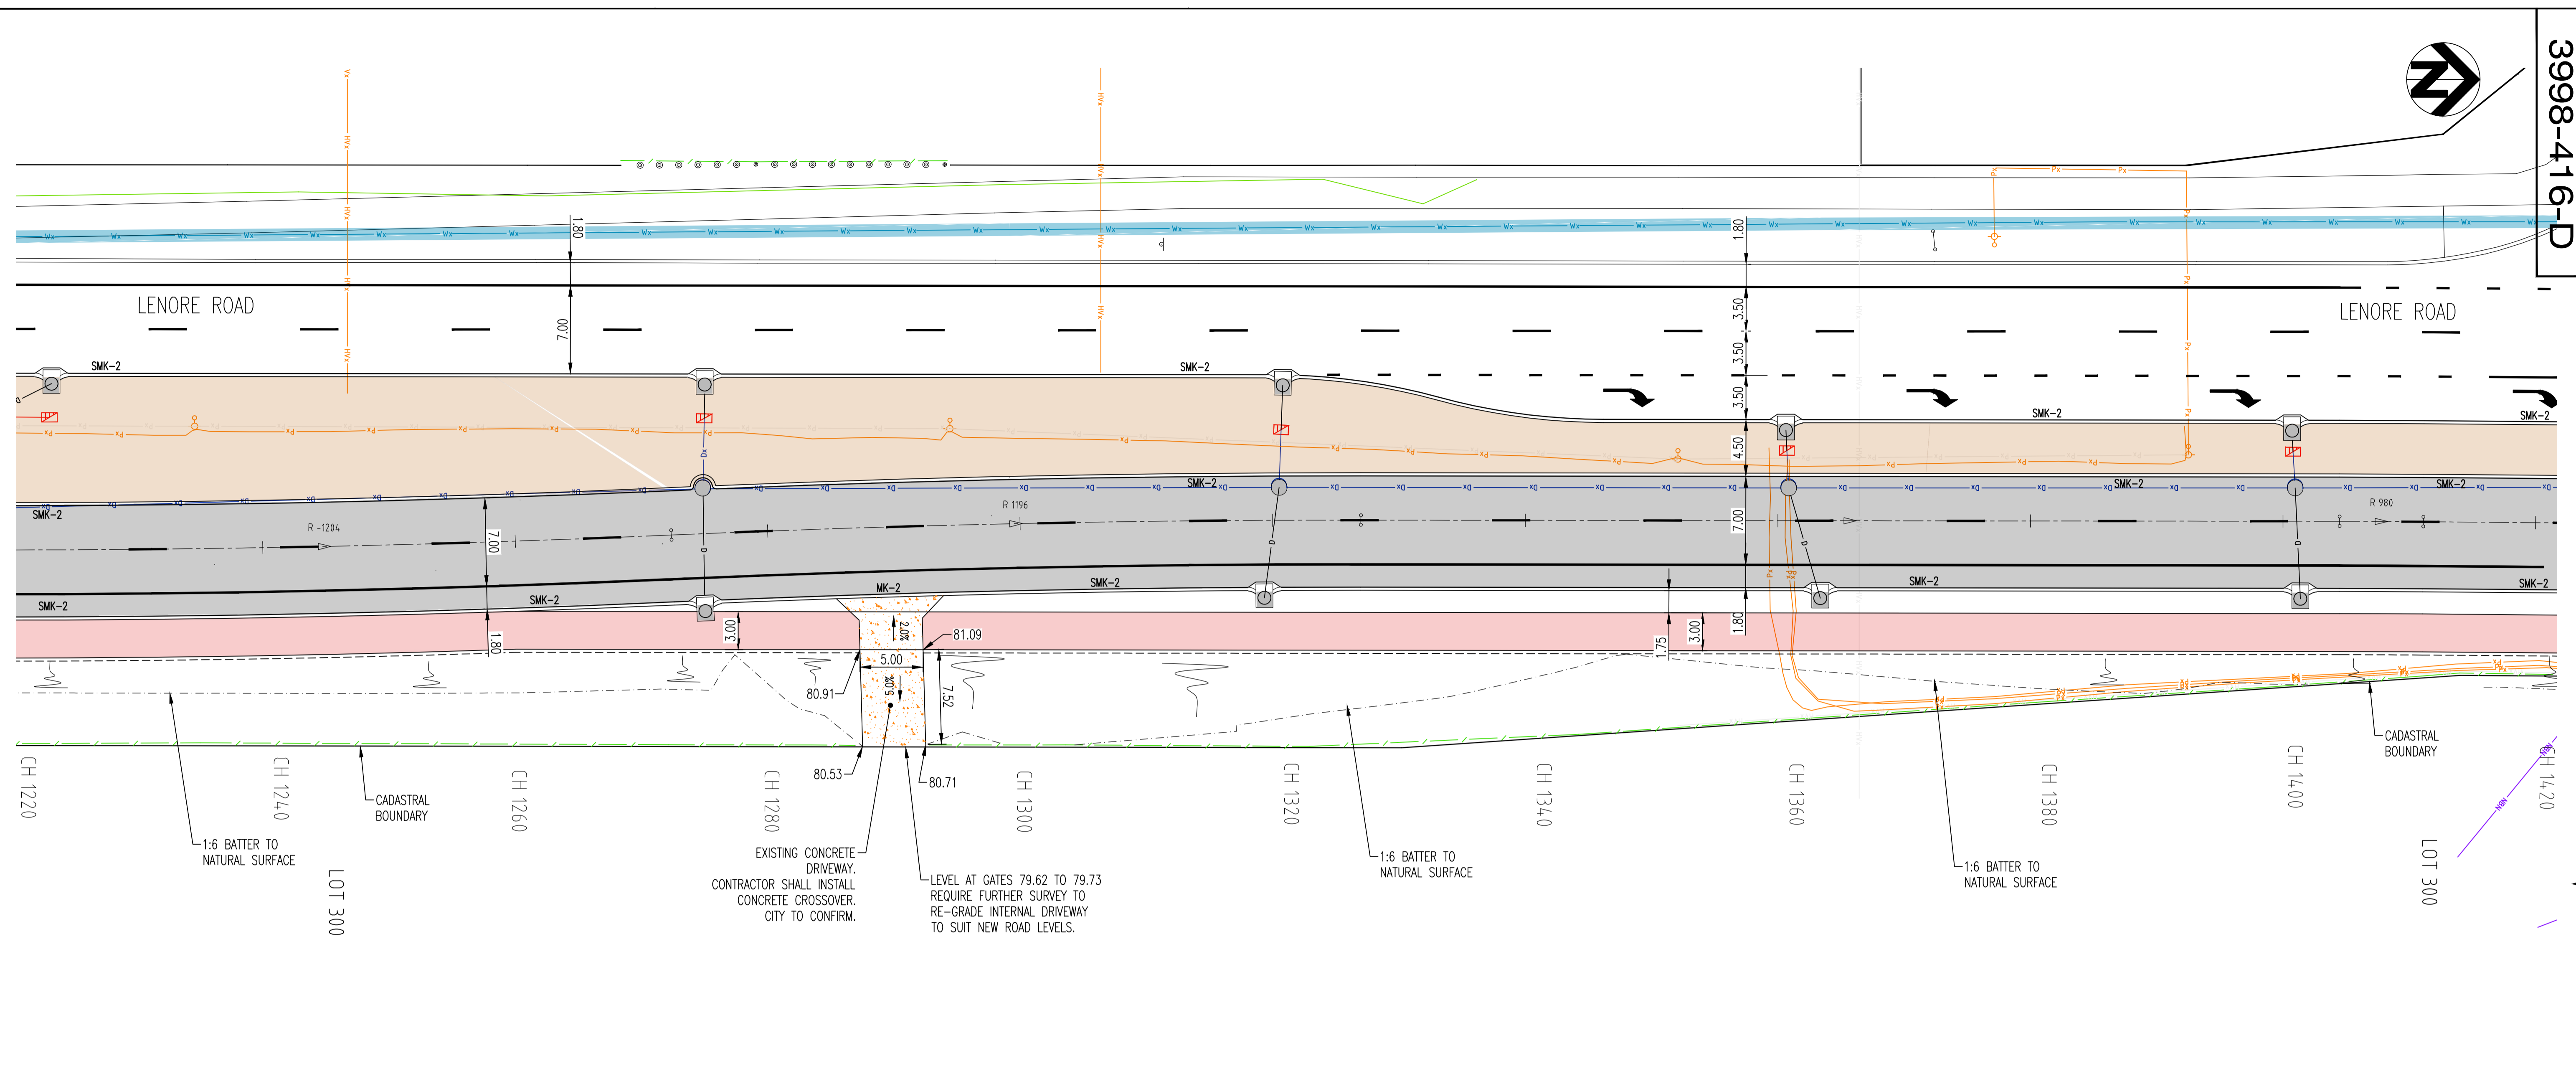 3998-416-D
N
LENORE ROAD
LENORE ROAD
1.80
7.00
1.80
3.50
3.50
3.50
4.50
7.00
1.80
SMK-2
SMK-2
SMK-2
SMK-2
SMK-2
SMK-2
SMK-2
SMK-2
R -1204
R 1196
R 980
7.00
SMK-2
SMK-2
MK-2
SMK-2
SMK-2
1.80
3.00
2.0%
81.09
5.00
80.91
5.0%
7.52
1.75
3.00
80.53
80.71
CH 1220
CH 1240
CH 1260
CH 1280
CH 1300
CH 1320
CH 1340
CH 1360
CH 1380
CH 1400
CH 1420
CADASTRAL
BOUNDARY
CADASTRAL
BOUNDARY
1:6 BATTER TO
NATURAL SURFACE
EXISTING CONCRETE
DRIVEWAY.
CONTRACTOR SHALL INSTALL
CONCRETE CROSSOVER.
CITY TO CONFIRM.
LEVEL AT GATES 79.62 TO 79.73
REQUIRE FURTHER SURVEY TO
RE-GRADE INTERNAL DRIVEWAY
TO SUIT NEW ROAD LEVELS.
1:6 BATTER TO
NATURAL SURFACE
1:6 BATTER TO
NATURAL SURFACE
LOT 300
LOT 300
NBN
NBN